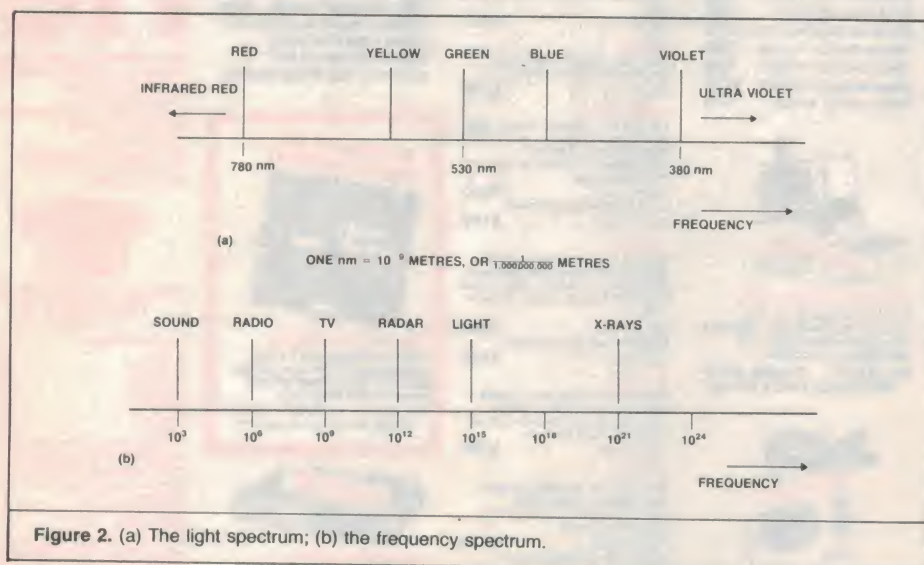 RED YELLOW GREEN BLUE VIOLET
INFRARED RED ULTRA VIOLET
780 nm 530 nm 380 nm
FREQUENCY
(a)
ONE nm = 10⁻⁹ METRES, OR 1/1.000.000.000 METRES
SOUND RADIO TV RADAR LIGHT X-RAYS
10³ 10⁶ 10⁹ 10¹² 10¹⁵ 10¹⁸ 10²¹ 10²⁴
(b)
FREQUENCY
Figure 2. (a) The light spectrum; (b) the frequency spectrum.